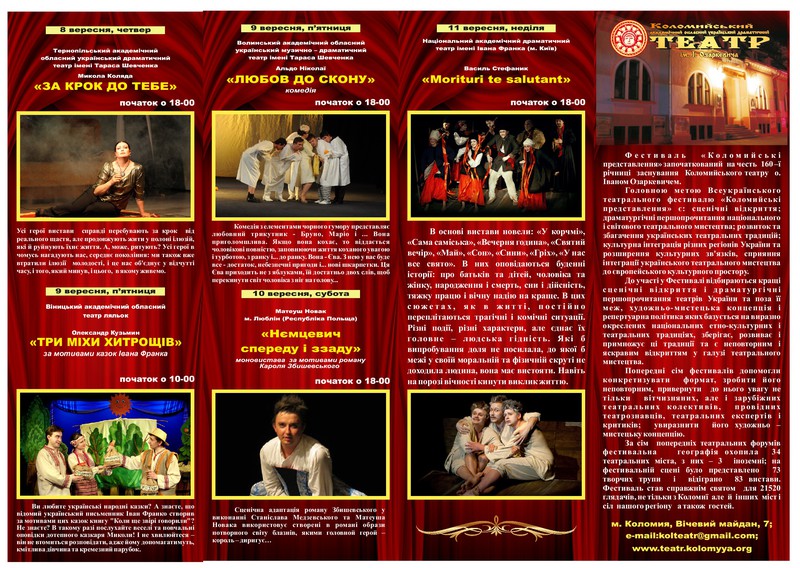 8 вересня, четвер
Тернопільський академічний
обласний український драматичний
театр імені Тараса Шевченка
Микола Коляда
«ЗА КРОК ДО ТЕБЕ»
початок о 18-00
Усі герої вистави справді перебувають за крок від
реального щастя, але продовжують жити у полоні ілюзій,
які й руйнують їхнє життя. А, може, рятують? Усі герої в
чомусь нагадують нас, середнє покоління: ми також вже
втратили ілюзії молодості, і це нас об'єднує у відчутті
часу, і того, який минув, і цього, в якому живемо.
9 вересня, п’ятниця
Вінницький академічний обласний
театр ляльок
Олександр Кузьмин
«ТРИ МІХИ ХИТРОЩІВ»
за мотивами казок Івана Франка
початок о 10-00
Ви любите українські народні казки? А знаєте, що
відомий український письменник Іван Франко створив
за мотивами цих казок книгу "Коли ще звірі говорили"?
Не знаєте? В такому разі послухайте веселі та повчальні
оповідки дотепного казкаря Миколи! І не хвилюйтеся –
він не втомиться розповідати, адже йому допомагатимуть,
кмітлива дівчина та кремезний парубок.
9 вересня, п’ятниця
Волинський академічний обласний
український музично – драматичний
театр імені Тараса Шевченка
Альдо Ніколаї
«ЛЮБОВ ДО СКОНУ»
комедія
початок о 18-00
Комедія з елементами чорного гумору представляє
любовний трикутник - Бруно, Маріо і ... Вона
приголомшлива. Якщо вона кохає, то віддається
чоловікові повністю, заповнюючи життя коханого увагою
і турботою, зранку і... до ранку. Вона - Єва. З нею у вас буде
все - достаток, небезпечні пригоди і... нові шкарпетки. Ця
Єва приходить не з яблуками, їй достатньо двох слів, щоб
перекинути світ чоловіка з ніг на голову...
10 вересня, субота
Матеуш Новак
м. Люблін (Республіка Польща)
«Нємцевич
спереду і ззаду»
моновистава за мотивами роману
Кароля Збишевського
початок о 18-00
Сценічна адаптація роману Збишевського у
виконанні Станіслава Мєдзевського та Матеуша
Новака використовує створені в романі образи
потворного світу блазнів, якими головний герой –
король – диригує…
11 вересня, неділя
Національний академічний драматичний
театр імені Івана Франка (м. Київ)
Василь Стефаник
«Morituri te salutant»
початок о 18-00
В основі вистави новели: «У корчмі»,
«Сама саміська», «Вечерня година», «Святий
вечір», «Май», «Сон», «Сини», «Гріх», «У нас
все свято». В них оповідаються буденні
історії: про батьків та дітей, чоловіка та
жінку, народження і смерть, сни і дійсність,
тяжку працю і вічну надію на краще. В цих
сюжетах, як в житті, постійно
переплітаються трагічні і комічні ситуації.
Різні події, різні характери, але єднає їх
головне – людська гідність. Які б
випробування доля не посилала, до якої б
межі у своїй моральній та фізичній скруті не
доходила людина, вона має вистояти. Навіть
на порозі вічності кинути виклик життю.
Коломийський
академічний обласний український драматичний
ТЕАТР
ім. І. Озаркевича
Фестиваль «Коломийські
представлення» започаткований на честь 160-ї
річниці заснування Коломийського театру о.
Іваном Озаркевичем.
Головною метою Всеукраїнського
театрального фестивалю «Коломийські
представлення» є: сценічні відкриття;
драматургічні першопрочитання національного
і світового театрального мистецтва; розвиток та
збагачення українських театральних традицій;
культурна інтеграція різних регіонів України та
розширення культурних зв’язків, сприяння
інтеграції українського театрального мистецтва
до європейського культурного простору.
До участі у Фестивалі відбираються кращі
сценічні відкриття і драматургічні
першопрочитання театрів України та поза її
меж, художньо-мистецька концепція і
репертуарна політика яких базується на виразно
окреслених національних етно-культурних і
театральних традиціях, зберігає, розвиває і
примножує ці традиції та є неповторним і
яскравим відкриттям у галузі театрального
мистецтва.
Попередні сім фестивалів допомогли
конкретизувати формат, зробити його
неповторним, привернути до нього увагу не
тільки вітчизняних, але і зарубіжних
театральних колективів, провідних
театрознавців, театральних експертів і
критиків; увиразнити його художньо –
мистецьку концепцію.
За сім попередніх театральних форумів
фестивальна географія охопила 34
театральних міста, з них – 3 іноземні; на
фестивальній сцені було представлено 73
творчих трупи і відіграно 83 вистави.
Фестиваль став справжнім святом для 21520
глядачів, не тільки з Коломиї але й інших міст і
сіл нашого регіону а також гостей.
м. Коломия, Вічевий майдан, 7;
e-mail:kolteatr@gmail.com;
www.teatr.kolomyya.org